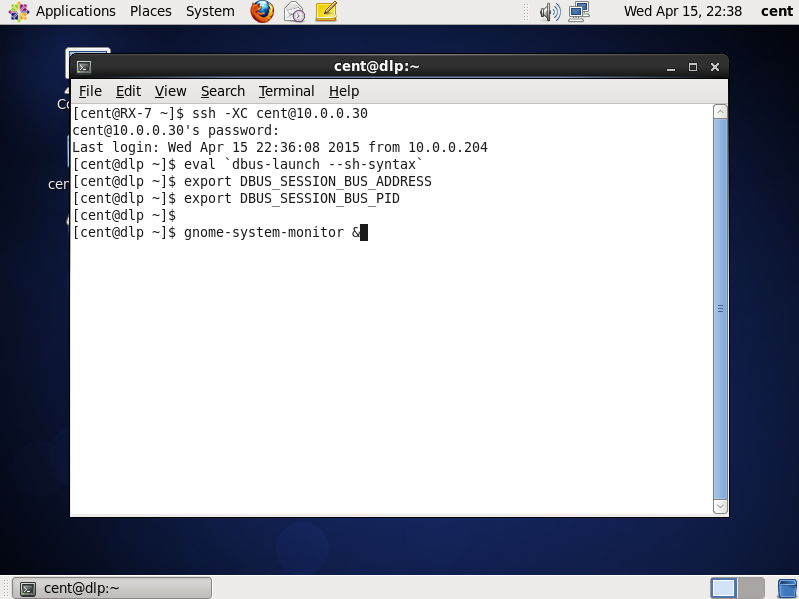 Applications Places System Wed Apr 15, 22:38 cent
cent@dlp:~
File Edit View Search Terminal Help
[cent@RX-7 ~]$ ssh -XC cent@10.0.0.30
cent@10.0.0.30's password:
Last login: Wed Apr 15 22:36:08 2015 from 10.0.0.204
[cent@dlp ~]$ eval `dbus-launch --sh-syntax`
[cent@dlp ~]$ export DBUS_SESSION_BUS_ADDRESS
[cent@dlp ~]$ export DBUS_SESSION_BUS_PID
[cent@dlp ~]$
[cent@dlp ~]$ gnome-system-monitor &
cent@dlp:~